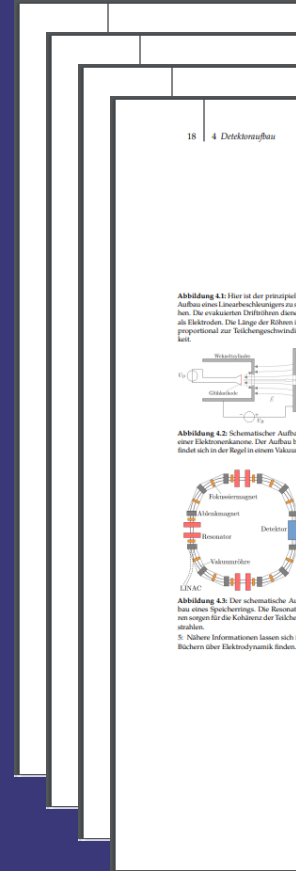 18 4 Detektoraufbau
Abbildung 4.1: Hier ist der prinzipiel
Aufbau eines Linearbeschleunigers zu
hen. Die evakuierten Driftröhren diene
als Elektroden. Die Länge der Röhren
proportional zur Teilchengeschwindi
keit.
Wehneltzylinder
Glühkathode
Abbildung 4.2: Schematischer Aufba
einer Elektronenkanone. Der Aufbau
findet sich in der Regel in einem Vakuu
Fokussiermagnet
Ablenkmagnet
Resonator
Detektor
Vakuumröhre
LINAC
Abbildung 4.3: Der schematische Au
bau eines Speicherrings. Die Resonat
ren sorgen für die Kohärenz der Teilche
strahlen.
5: Nähere Informationen lassen sich
Büchern über Elektrodynamik finden.